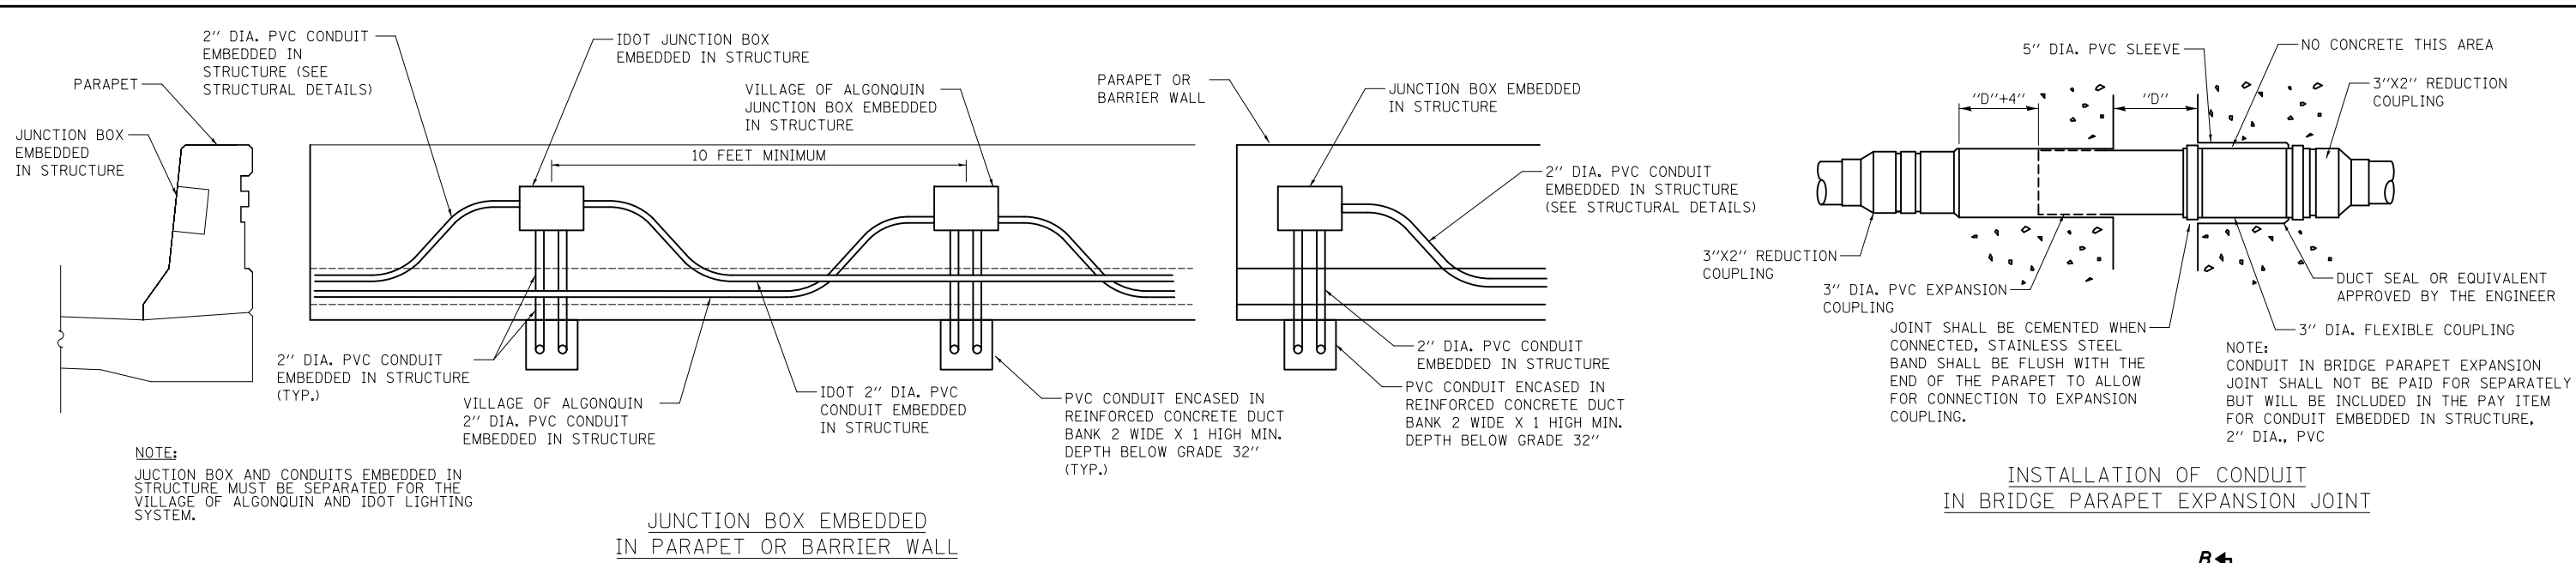 2" DIA. PVC CONDUIT
EMBEDDED IN
STRUCTURE (SEE
STRUCTURAL DETAILS)
PARAPET
JUNCTION BOX
EMBEDDED
IN STRUCTURE
IDOT JUNCTION BOX
EMBEDDED IN STRUCTURE
VILLAGE OF ALGONQUIN
JUNCTION BOX EMBEDDED
IN STRUCTURE
10 FEET MINIMUM
2" DIA. PVC CONDUIT
EMBEDDED IN STRUCTURE
(TYP.)
VILLAGE OF ALGONQUIN
2" DIA. PVC CONDUIT
EMBEDDED IN STRUCTURE
IDOT 2" DIA. PVC
CONDUIT EMBEDDED
IN STRUCTURE
PVC CONDUIT ENCASED IN
REINFORCED CONCRETE DUCT
BANK 2 WIDE X 1 HIGH MIN.
DEPTH BELOW GRADE 32"
(TYP.)
NOTE:
JUCTION BOX AND CONDUITS EMBEDDED IN
STRUCTURE MUST BE SEPARATED FOR THE
VILLAGE OF ALGONQUIN AND IDOT LIGHTING
SYSTEM.
JUNCTION BOX EMBEDDED
IN PARAPET OR BARRIER WALL
PARAPET OR
BARRIER WALL
JUNCTION BOX EMBEDDED
IN STRUCTURE
2" DIA. PVC CONDUIT
EMBEDDED IN STRUCTURE
(SEE STRUCTURAL DETAILS)
2" DIA. PVC CONDUIT
EMBEDDED IN STRUCTURE
PVC CONDUIT ENCASED IN
REINFORCED CONCRETE DUCT
BANK 2 WIDE X 1 HIGH MIN.
DEPTH BELOW GRADE 32"
5" DIA. PVC SLEEVE
NO CONCRETE THIS AREA
3"X2" REDUCTION
COUPLING
"D"+4"
"D"
3"X2" REDUCTION
COUPLING
3" DIA. PVC EXPANSION
COUPLING
DUCT SEAL OR EQUIVALENT
APPROVED BY THE ENGINEER
3" DIA. FLEXIBLE COUPLING
JOINT SHALL BE CEMENTED WHEN
CONNECTED, STAINLESS STEEL
BAND SHALL BE FLUSH WITH THE
END OF THE PARAPET TO ALLOW
FOR CONNECTION TO EXPANSION
COUPLING.
NOTE:
CONDUIT IN BRIDGE PARAPET EXPANSION
JOINT SHALL NOT BE PAID FOR SEPARATELY
BUT WILL BE INCLUDED IN THE PAY ITEM
FOR CONDUIT EMBEDDED IN STRUCTURE,
2" DIA., PVC
INSTALLATION OF CONDUIT
IN BRIDGE PARAPET EXPANSION JOINT